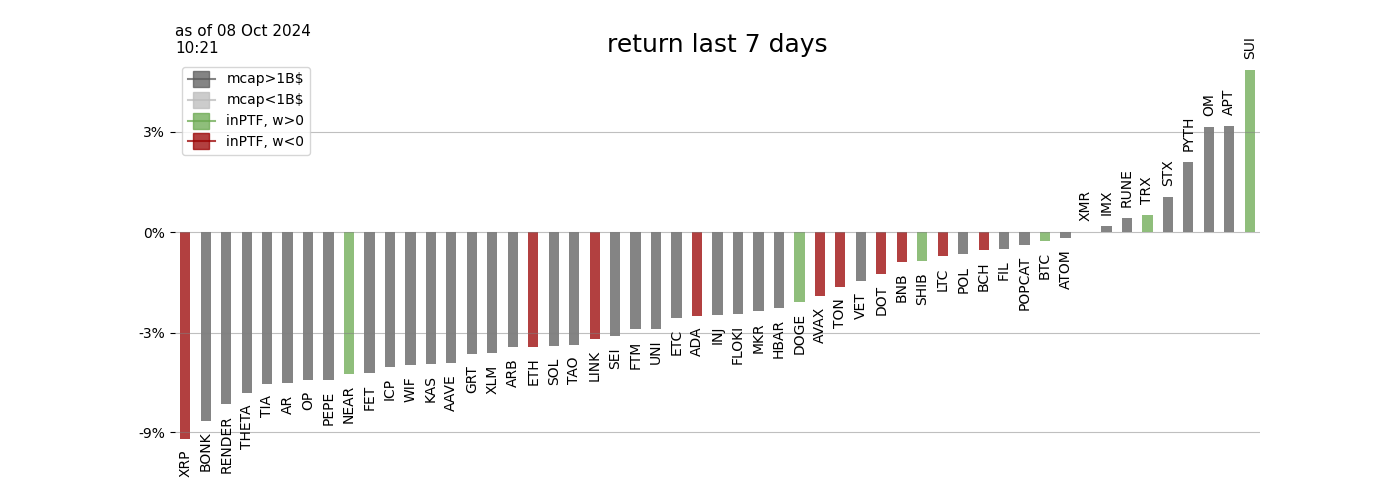 as of 08 Oct 2024
10:21
return last 7 days
mcap>1B$
mcap<1B$
inPTF, w>0
inPTF, w<0
3%
0%
-3%
-9%
XRP
BONK
RENDER
THETA
TIA
AR
OP
PEPE
NEAR
FET
ICP
WIF
KAS
AAVE
GRT
XLM
ARB
ETH
SOL
TAO
LINK
SEI
FTM
UNI
ETC
ADA
INJ
FLOKI
MKR
HBAR
DOGE
AVAX
TON
VET
DOT
BNB
SHIB
LTC
POL
BCH
FIL
POPCAT
BTC
ATOM
XMR
IMX
RUNE
TRX
STX
PYTH
OM
APT
SUI